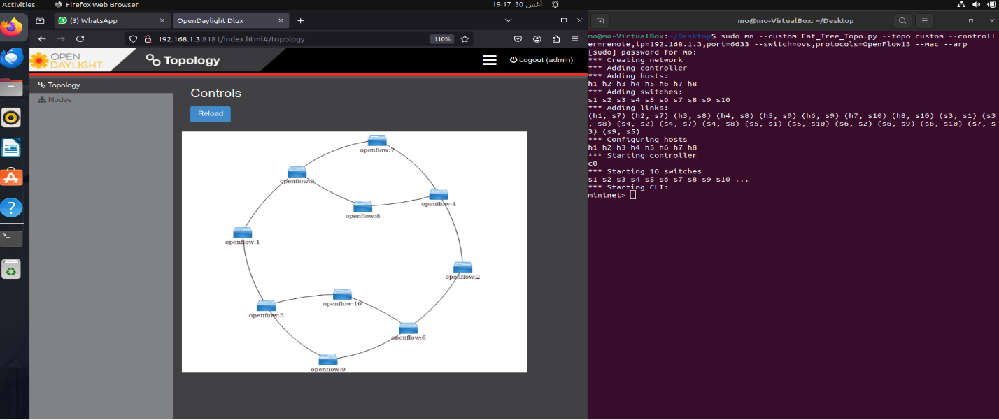 Activities
Firefox Web Browser
19:17 30 أغس
(3) WhatsApp
OpenDaylight Dlux
192.168.1.3:8181/index.html#/topology
110%
OPEN
DAYLIGHT
Topology
Logout (admin)
Topology
Nodes
Controls
Reload
openflow:7
openflow:3
openflow:4
openflow:8
openflow:1
openflow:2
openflow:10
openflow:5
openflow:6
openflow:9
mo@mo-VirtualBox: ~/Desktop
mo@mo-VirtualBox:~/Desktop$ sudo mn --custom Fat_Tree_Topo.py --topo custom --controll
er=remote,ip=192.168.1.3,port=6633 --switch=ovs,protocols=OpenFlow13 --mac --arp
[sudo] password for mo:
*** Creating network
*** Adding controller
*** Adding hosts:
h1 h2 h3 h4 h5 h6 h7 h8
*** Adding switches:
s1 s2 s3 s4 s5 s6 s7 s8 s9 s10
*** Adding links:
(h1, s7) (h2, s7) (h3, s8) (h4, s8) (h5, s9) (h6, s9) (h7, s10) (h8, s10) (s3, s1) (s3
, s8) (s4, s2) (s4, s7) (s4, s8) (s5, s1) (s5, s10) (s6, s2) (s6, s9) (s6, s10) (s7, s
3) (s9, s5)
*** Configuring hosts
h1 h2 h3 h4 h5 h6 h7 h8
*** Starting controller
c0
*** Starting 10 switches
s1 s2 s3 s4 s5 s6 s7 s8 s9 s10 ...
*** Starting CLI:
mininet>